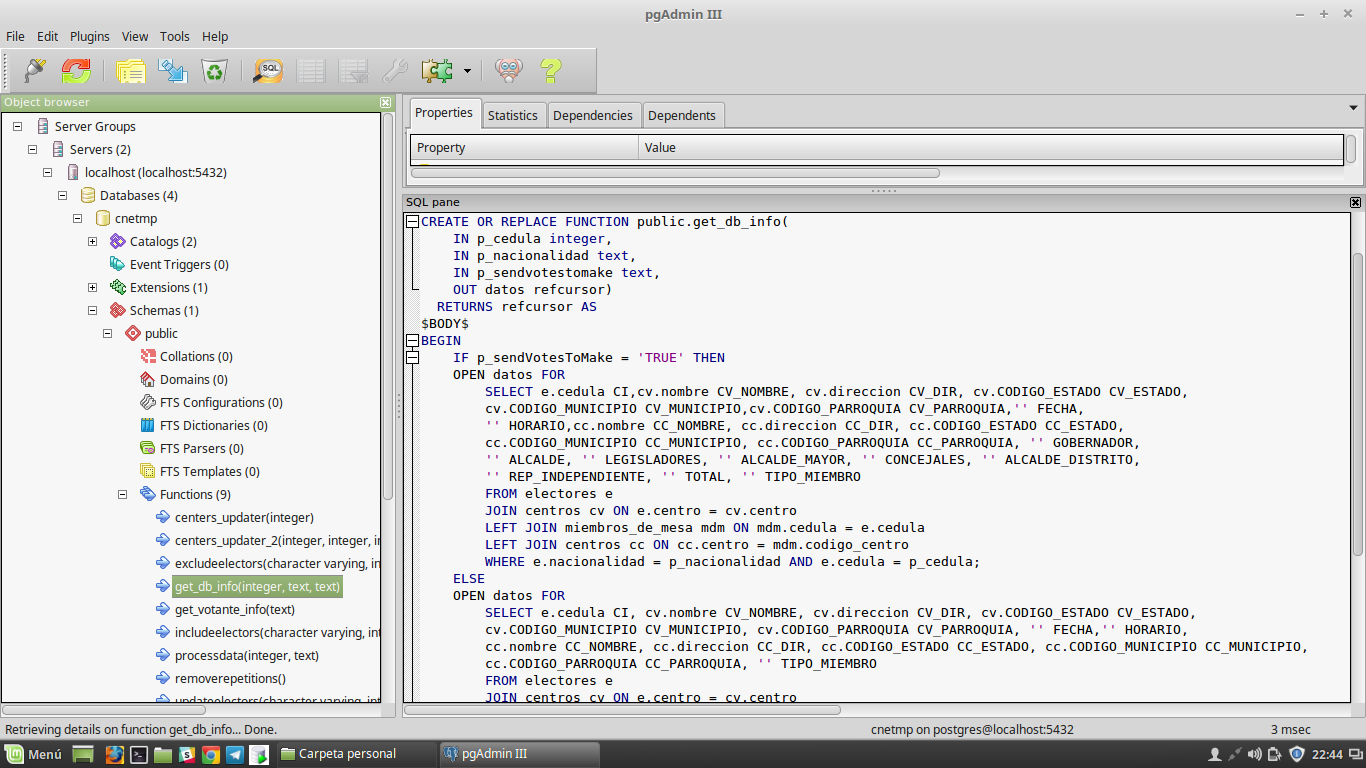 pgAdmin III
File Edit Plugins View Tools Help
SQL
Object browser
Server Groups
Servers (2)
localhost (localhost:5432)
Databases (4)
cnetmp
Catalogs (2)
Event Triggers (0)
Extensions (1)
Schemas (1)
public
Collations (0)
Domains (0)
FTS Configurations (0)
FTS Dictionaries (0)
FTS Parsers (0)
FTS Templates (0)
Functions (9)
centers_updater(integer)
centers_updater_2(integer, integer, in
excludeelectors(character varying, in
get_db_info(integer, text, text)
get_votante_info(text)
includeelectors(character varying, int
processdata(integer, text)
removerepetitions()
updateelectors(character varying, int
Properties Statistics Dependencies Dependents
Property Value
SQL pane
CREATE OR REPLACE FUNCTION public.get_db_info(
IN p_cedula integer,
IN p_nacionalidad text,
IN p_sendvotestomake text,
OUT datos refcursor)
RETURNS refcursor AS
$BODY$
BEGIN
IF p_sendVotesToMake = 'TRUE' THEN
OPEN datos FOR
SELECT e.cedula CI,cv.nombre CV_NOMBRE, cv.direccion CV_DIR, cv.CODIGO_ESTADO CV_ESTADO,
cv.CODIGO_MUNICIPIO CV_MUNICIPIO,cv.CODIGO_PARROQUIA CV_PARROQUIA,'' FECHA,
'' HORARIO,cc.nombre CC_NOMBRE, cc.direccion CC_DIR, cc.CODIGO_ESTADO CC_ESTADO,
cc.CODIGO_MUNICIPIO CC_MUNICIPIO, cc.CODIGO_PARROQUIA CC_PARROQUIA, '' GOBERNADOR,
'' ALCALDE, '' LEGISLADORES, '' ALCALDE_MAYOR, '' CONCEJALES, '' ALCALDE_DISTRITO,
'' REP_INDEPENDIENTE, '' TOTAL, '' TIPO_MIEMBRO
FROM electores e
JOIN centros cv ON e.centro = cv.centro
LEFT JOIN miembros_de_mesa mdm ON mdm.cedula = e.cedula
LEFT JOIN centros cc ON cc.centro = mdm.codigo_centro
WHERE e.nacionalidad = p_nacionalidad AND e.cedula = p_cedula;
ELSE
OPEN datos FOR
SELECT e.cedula CI, cv.nombre CV_NOMBRE, cv.direccion CV_DIR, cv.CODIGO_ESTADO CV_ESTADO,
cv.CODIGO_MUNICIPIO CV_MUNICIPIO, cv.CODIGO_PARROQUIA CV_PARROQUIA, '' FECHA,'' HORARIO,
cc.nombre CC_NOMBRE, cc.direccion CC_DIR, cc.CODIGO_ESTADO CC_ESTADO, cc.CODIGO_MUNICIPIO CC_MUNICIPIO,
cc.CODIGO_PARROQUIA CC_PARROQUIA, '' TIPO_MIEMBRO
FROM electores e
JOIN centros cv ON e.centro = cv.centro
Retrieving details on function get_db_info... Done. cnetmp on postgres@localhost:5432 3 msec
Menú Carpeta personal pgAdmin III 22:44